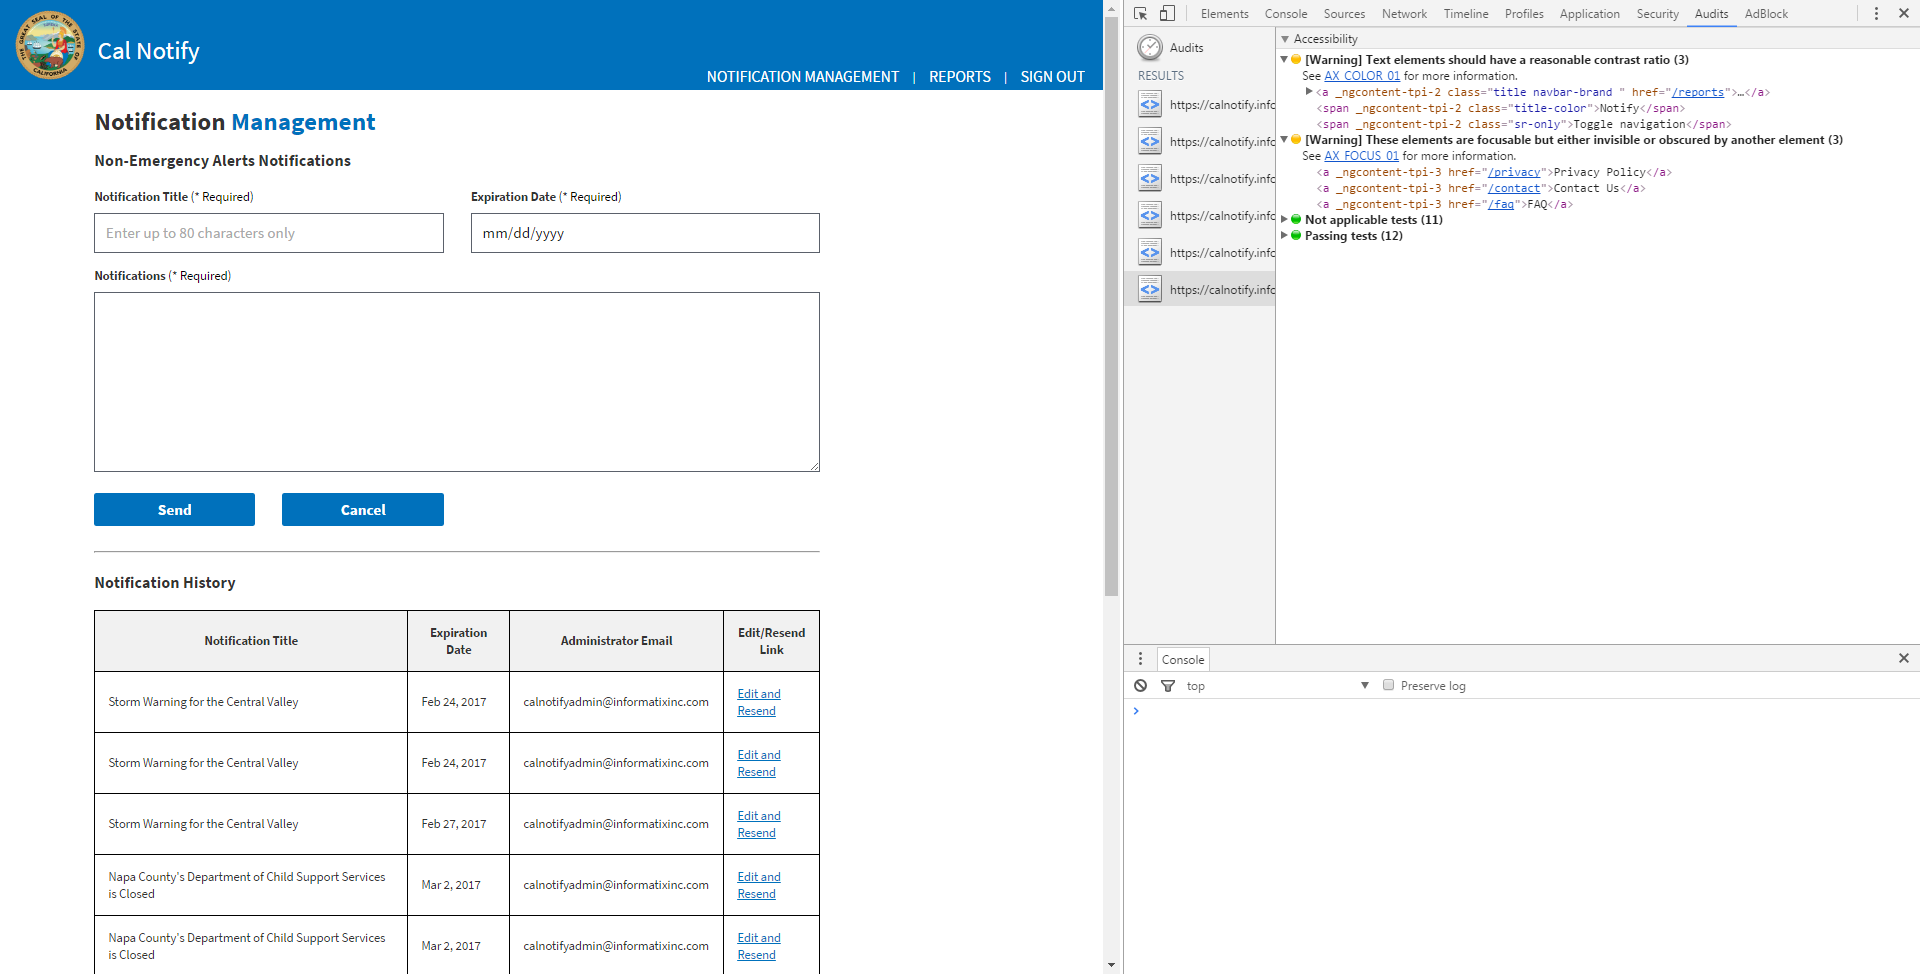 Cal Notify
NOTIFICATION MANAGEMENT | REPORTS | SIGN OUT
Notification Management
Non-Emergency Alerts Notifications
Notification Title (* Required)
Expiration Date (* Required)
Enter up to 80 characters only
mm/dd/yyyy
Notifications (* Required)
Send
Cancel
Notification History
Notification Title
Expiration
Date
Administrator Email
Edit/Resend
Link
Storm Warning for the Central Valley
Feb 24, 2017
calnotifyadmin@informatixinc.com
Edit and
Resend
Storm Warning for the Central Valley
Feb 24, 2017
calnotifyadmin@informatixinc.com
Edit and
Resend
Storm Warning for the Central Valley
Feb 27, 2017
calnotifyadmin@informatixinc.com
Edit and
Resend
Napa County's Department of Child Support Services
is Closed
Mar 2, 2017
calnotifyadmin@informatixinc.com
Edit and
Resend
Napa County's Department of Child Support Services
is Closed
Mar 2, 2017
calnotifyadmin@informatixinc.com
Edit and
Resend
Elements Console Sources Network Timeline Profiles Application Security Audits AdBlock
Audits
RESULTS
https://calnotify.info
https://calnotify.info
https://calnotify.info
https://calnotify.info
https://calnotify.info
https://calnotify.info
Accessibility
[Warning] Text elements should have a reasonable contrast ratio (3)
See AX_COLOR_01 for more information.
<a _ngcontent-tpi-2 class="title navbar-brand " href="/reports">…</a>
<span _ngcontent-tpi-2 class="title-color">Notify</span>
<span _ngcontent-tpi-2 class="sr-only">Toggle navigation</span>
[Warning] These elements are focusable but either invisible or obscured by another element (3)
See AX_FOCUS_01 for more information.
<a _ngcontent-tpi-3 href="/privacy">Privacy Policy</a>
<a _ngcontent-tpi-3 href="/contact">Contact Us</a>
<a _ngcontent-tpi-3 href="/faq">FAQ</a>
Not applicable tests (11)
Passing tests (12)
Console
top
Preserve log